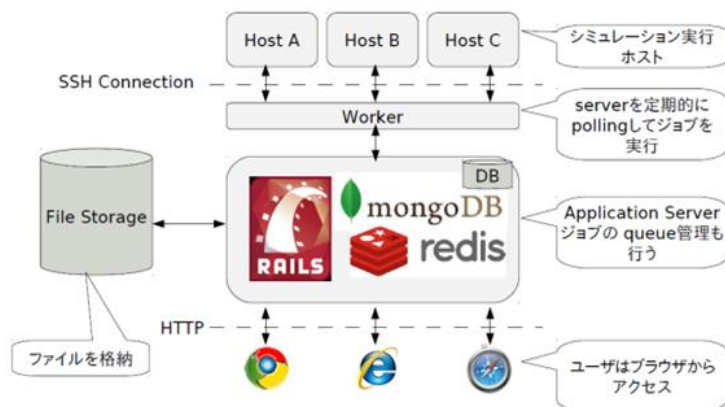 Host A
Host B
Host C
シミュレーション実行
ホスト
SSH Connection
Worker
serverを定期的に
pollingしてジョブを
実行
DB
File Storage
RAILS
mongoDB
redis
Application Server
ジョブの queue管理も
行う
HTTP
ファイルを格納
ユーザはブラウザから
アクセス